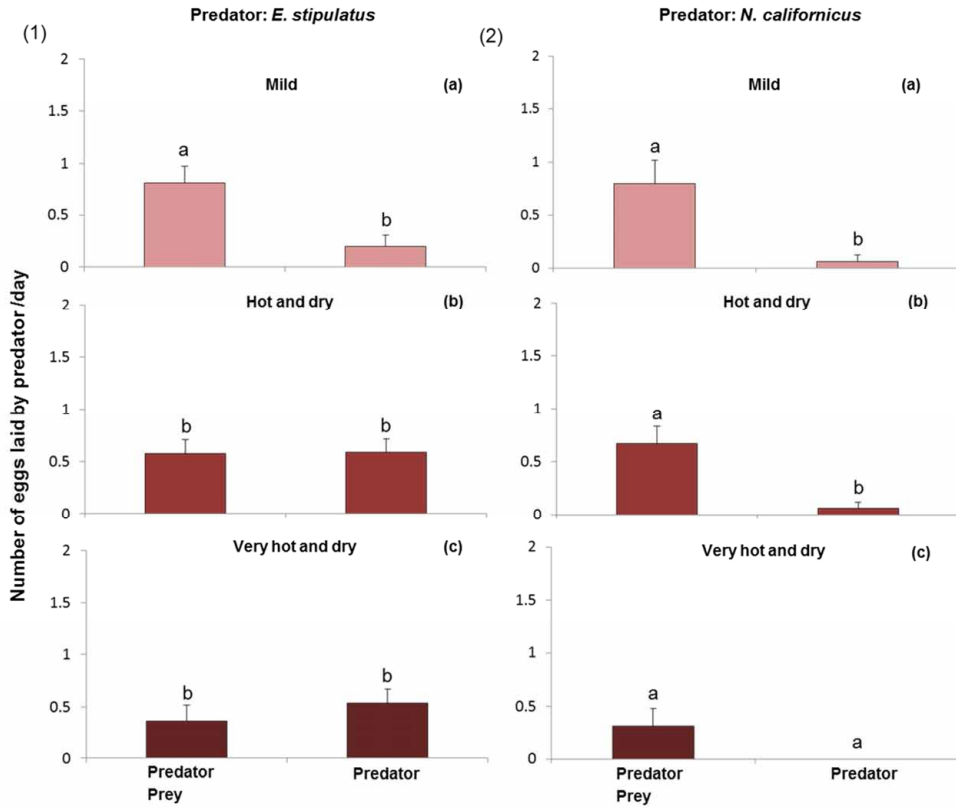 Predator: E. stipulatus
(1)
Mild
(a)
2
1.5
1
0.5
0
a
b
Hot and dry
(b)
2
1.5
1
0.5
0
b
b
Very hot and dry
(c)
2
1.5
1
0.5
0
b
b
Predator
Prey
Predator
Number of eggs laid by predator /day
Predator: N. californicus
(2)
Mild
(a)
2
1.5
1
0.5
0
a
b
Hot and dry
(b)
2
1.5
1
0.5
0
a
b
Very hot and dry
(c)
2
1.5
1
0.5
0
a
a
Predator
Prey
Predator